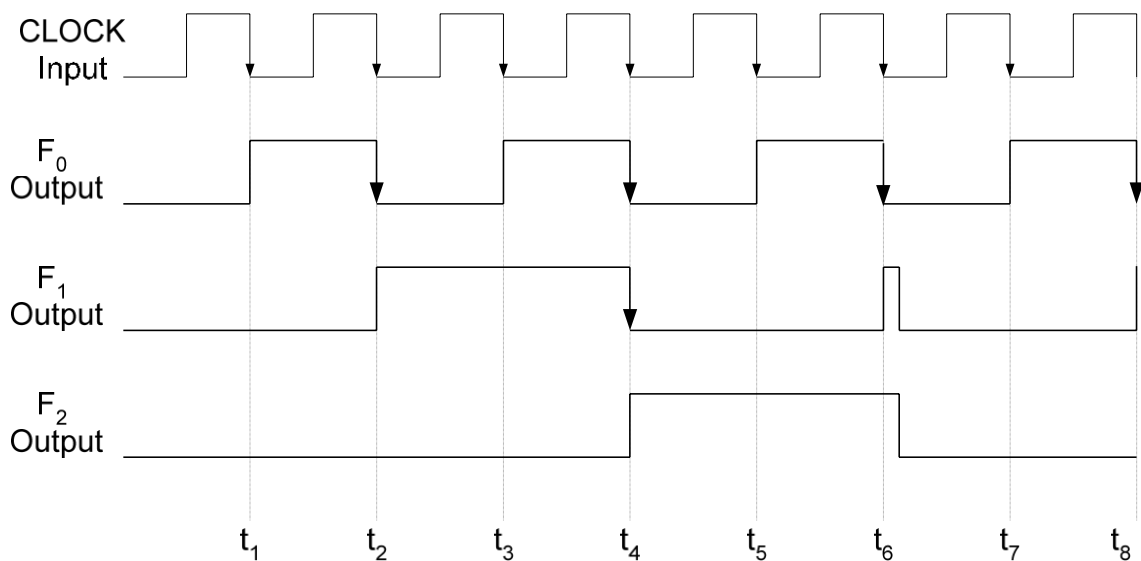 CLOCK
Input
F₀
Output
F₁
Output
F₂
Output
t₁ t₂ t₃ t₄ t₅ t₆ t₇ t₈